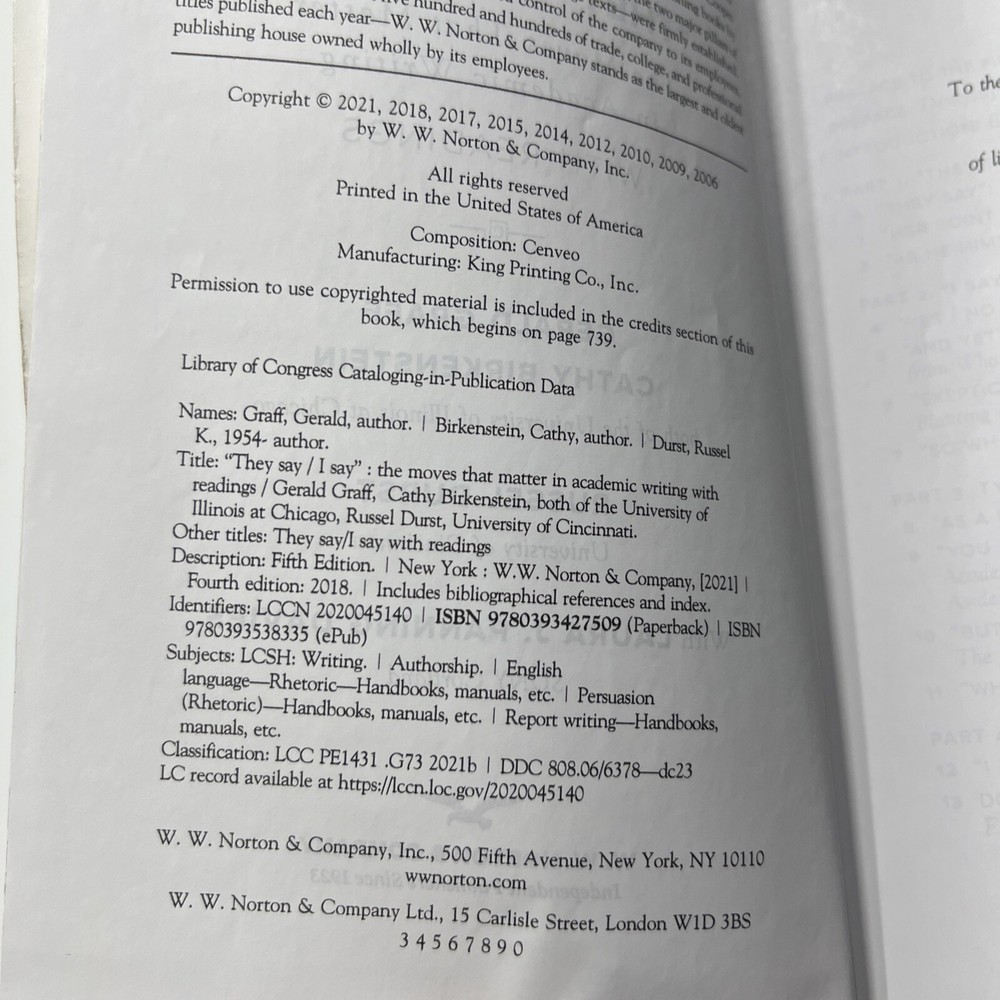 the two major pillars of
texts—were firmly established
control of the company to its employees,
hundred and hundreds of trade, college, and professional
titles published each year—W. W. Norton & Company stands as the largest and oldest
publishing house owned wholly by its employees.
Copyright © 2021, 2018, 2017, 2015, 2014, 2012, 2010, 2009, 2006
by W. W. Norton & Company, Inc.
All rights reserved
Printed in the United States of America
Composition: Cenveo
Manufacturing: King Printing Co., Inc.
Permission to use copyrighted material is included in the credits section of this
book, which begins on page 739.
Library of Congress Cataloging-in-Publication Data
Names: Graff, Gerald, author. | Birkenstein, Cathy, author. | Durst, Russel
K., 1954- author.
Title: “They say / I say” : the moves that matter in academic writing with
readings / Gerald Graff, Cathy Birkenstein, both of the University of
Illinois at Chicago, Russel Durst, University of Cincinnati.
Other titles: They say/I say with readings
Description: Fifth Edition. | New York : W.W. Norton & Company, [2021] |
Fourth edition: 2018. | Includes bibliographical references and index.
Identifiers: LCCN 2020045140 | ISBN 9780393427509 (Paperback) | ISBN
9780393538335 (ePub)
Subjects: LCSH: Writing. | Authorship. | English
language—Rhetoric—Handbooks, manuals, etc. | Persuasion
(Rhetoric)—Handbooks, manuals, etc. | Report writing—Handbooks,
manuals, etc.
Classification: LCC PE1431 .G73 2021b | DDC 808.06/6378—dc23
LC record available at https://lccn.loc.gov/2020045140
W. W. Norton & Company, Inc., 500 Fifth Avenue, New York, NY 10110
wwnorton.com
W. W. Norton & Company Ltd., 15 Carlisle Street, London W1D 3BS
3 4 5 6 7 8 9 0
To the
of li